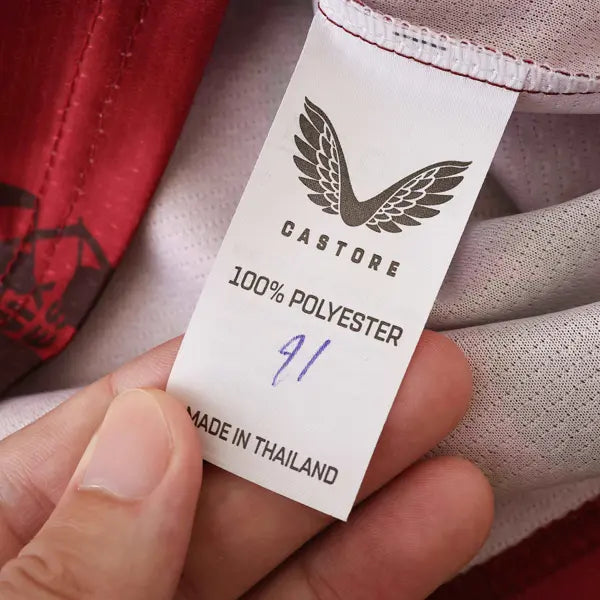 CASTORE
100% POLYESTER
91
MADE IN THAILAND